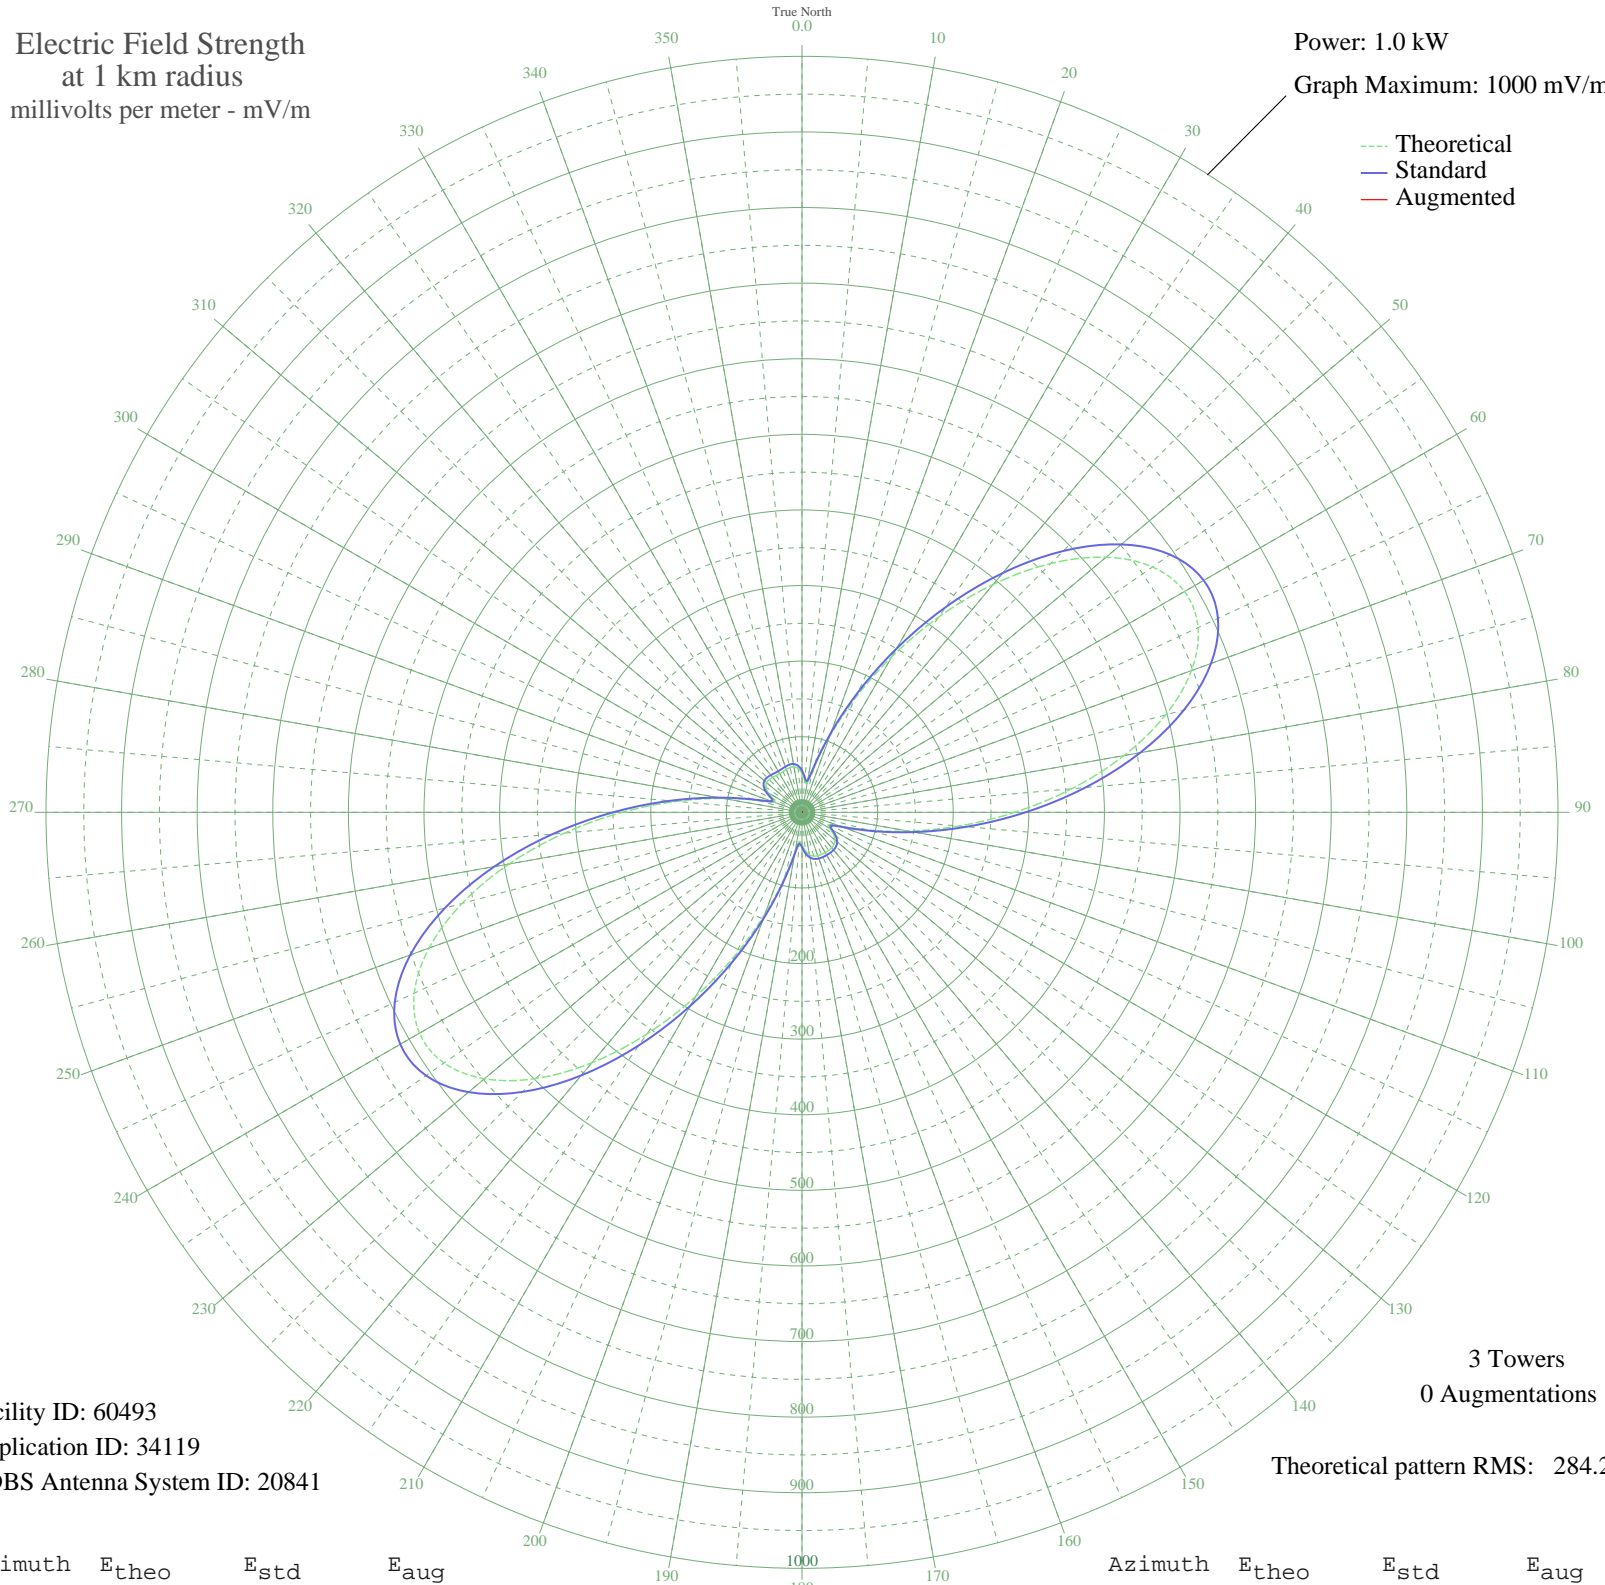 True North
0.0
Electric Field Strength
at 1 km radius
millivolts per meter - mV/m
Power: 1.0 kW
Graph Maximum: 1000 mV/m
Theoretical
Standard
Augmented
10
20
30
40
50
60
70
80
90
100
110
120
130
140
150
160
170
180
190
200
210
220
230
240
250
260
270
280
290
300
310
320
330
340
350
200
300
400
500
600
700
800
900
1000
3 Towers
0 Augmentations
Theoretical pattern RMS: 284.2
cility ID: 60493
plication ID: 34119
DBS Antenna System ID: 20841
imuth Etheo Estd Eaug
Azimuth Etheo Estd Eaug